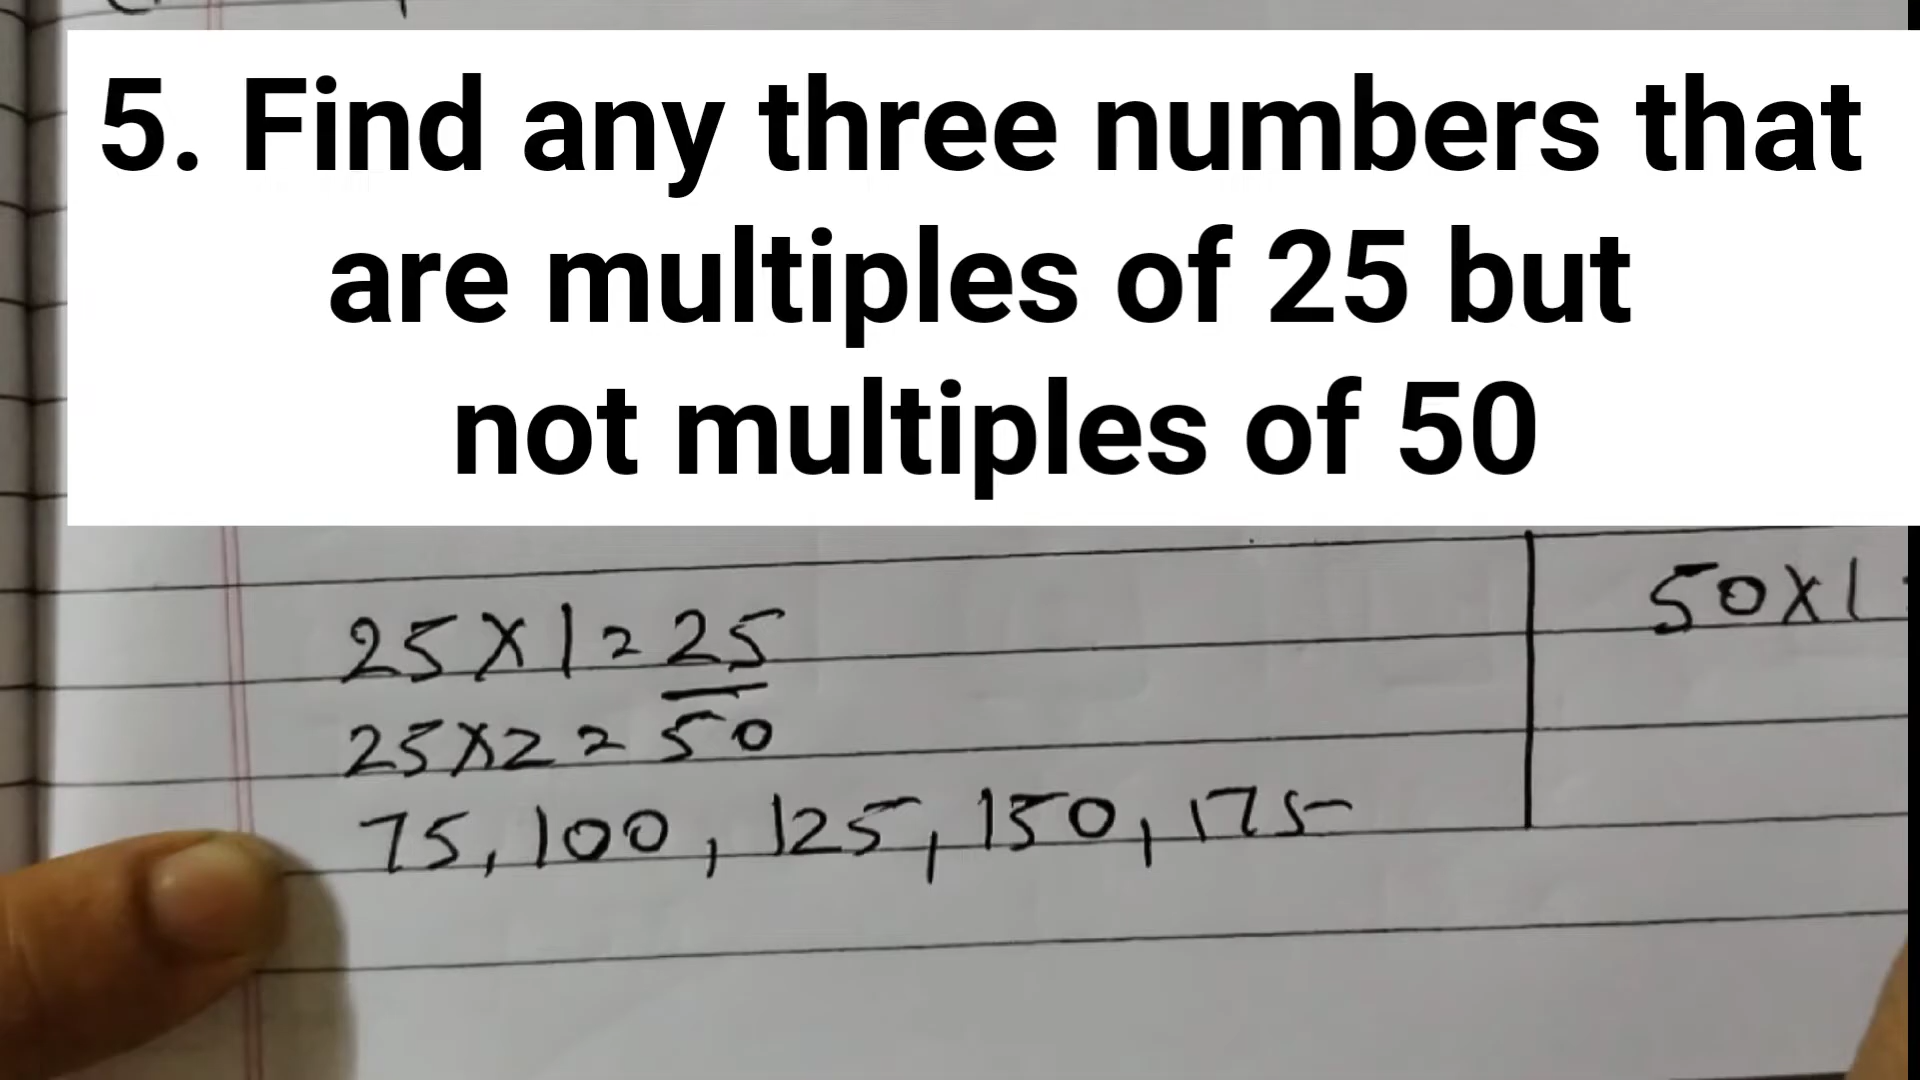 5. Find any three numbers that
are multiples of 25 but
not multiples of 50
25 X 1 = 25
50 X 1
25 X 2 = 50
75, 100, 125, 150, 175